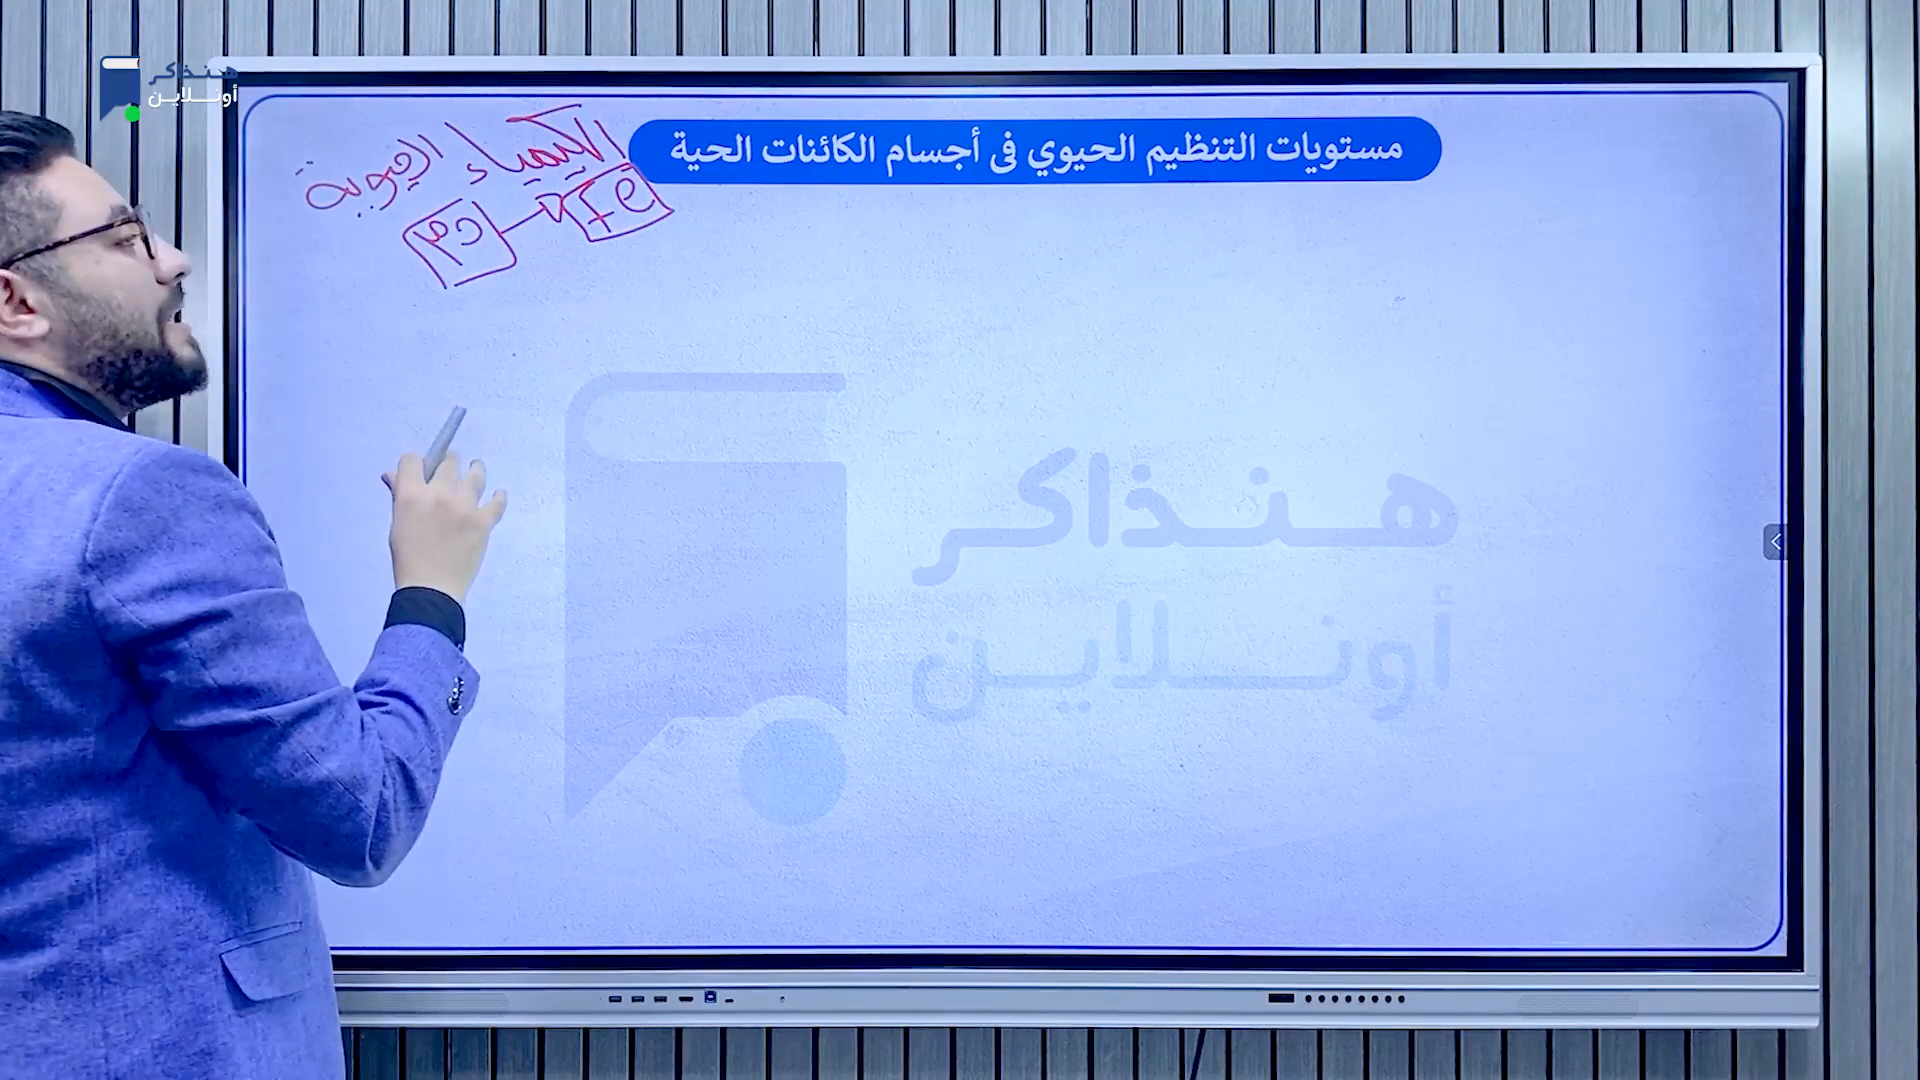 هنذاكر
أونلاين
مستويات التنظيم الحيوي فى أجسام الكائنات الحية
الكيمياء الحيوية
هنذاكر
أونلاين